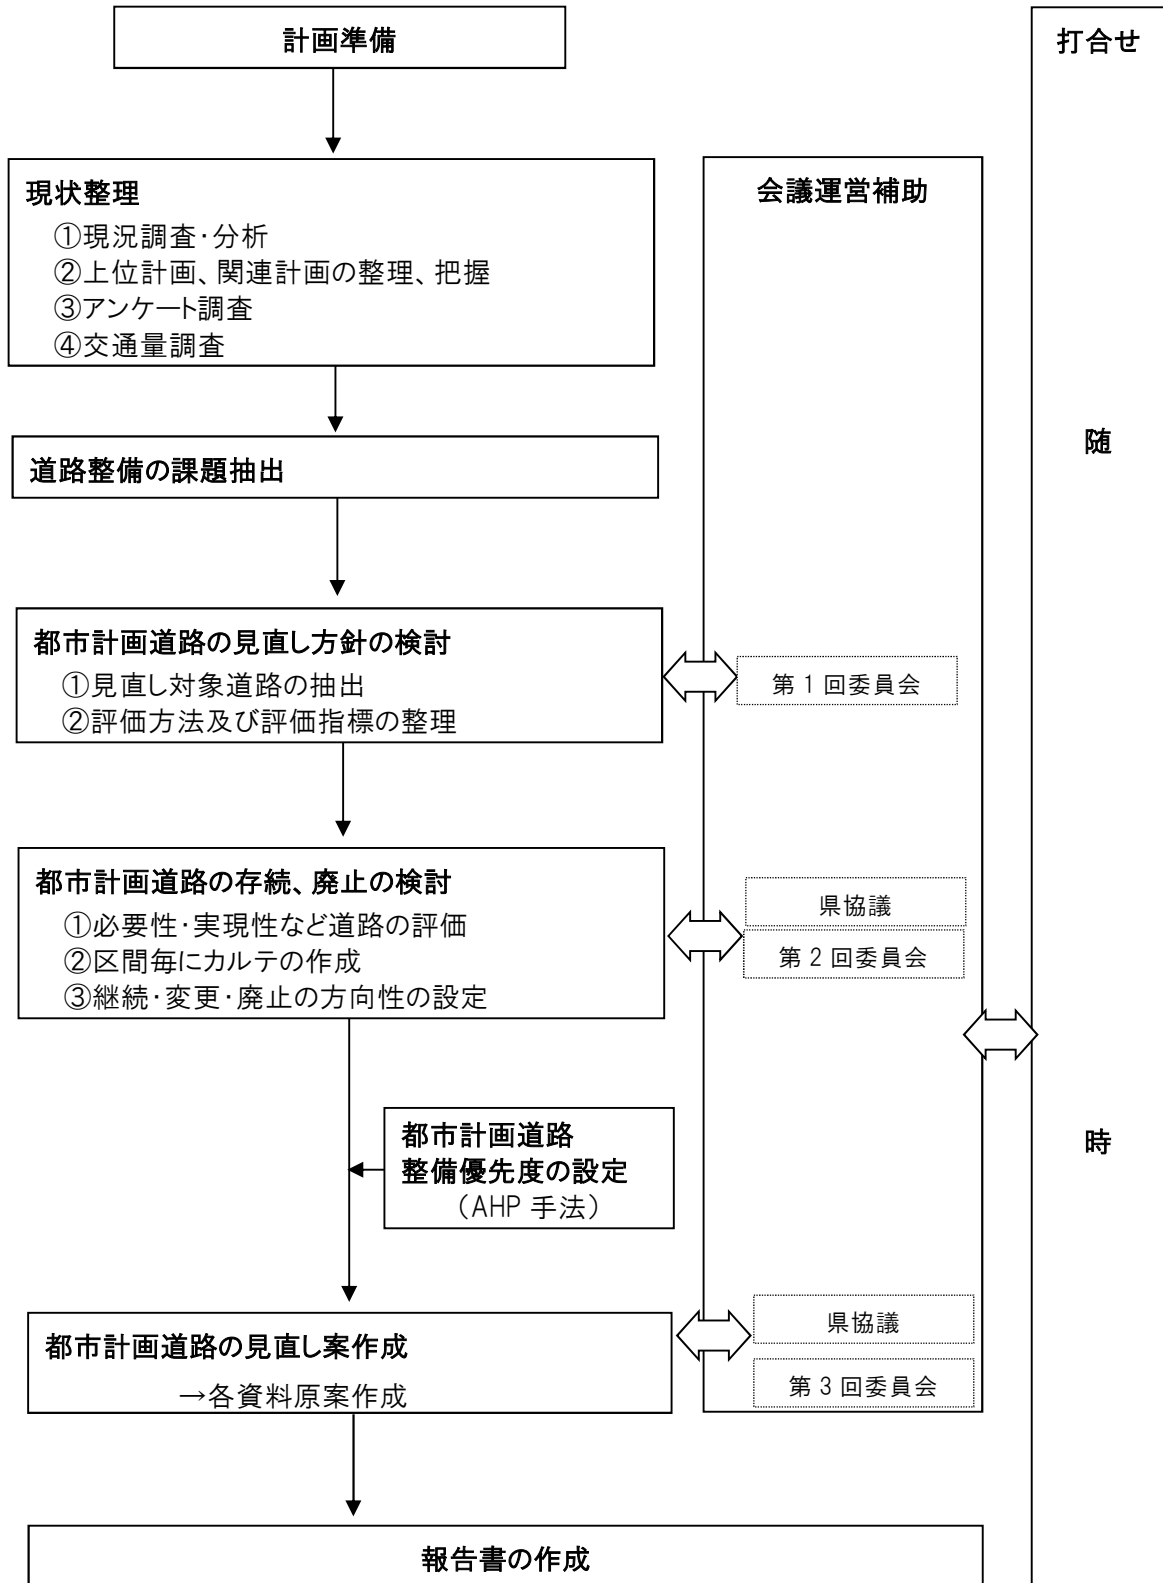 計画準備
打合せ
現状整理
①現況調査・分析
②上位計画、関連計画の整理、把握
③アンケート調査
④交通量調査
会議運営補助
道路整備の課題抽出
随
都市計画道路の見直し方針の検討
①見直し対象道路の抽出
②評価方法及び評価指標の整理
第1回委員会
都市計画道路の存続、廃止の検討
①必要性・実現性など道路の評価
②区間毎にカルテの作成
③継続・変更・廃止の方向性の設定
県協議
第2回委員会
都市計画道路
整備優先度の設定
（AHP 手法）
時
都市計画道路の見直し案作成
→各資料原案作成
県協議
第3回委員会
報告書の作成